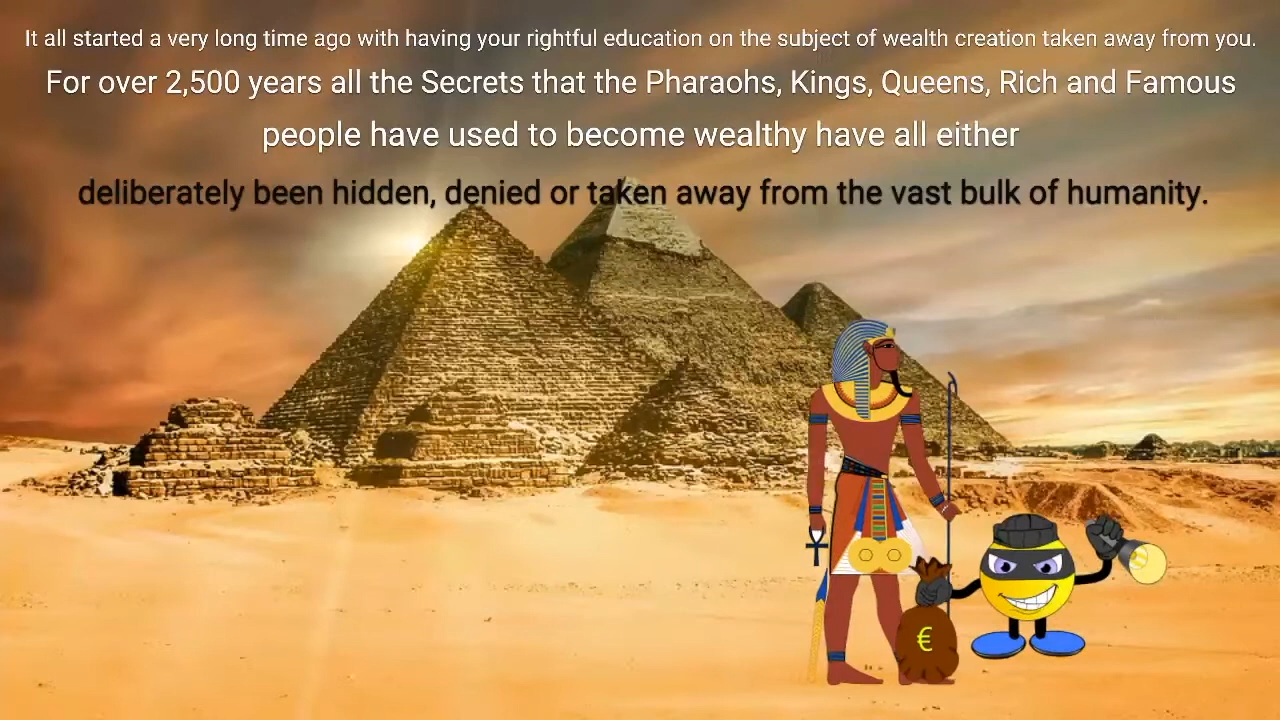 It all started a very long time ago with having your rightful education on the subject of wealth creation taken away from you.
For over 2,500 years all the Secrets that the Pharaohs, Kings, Queens, Rich and Famous
people have used to become wealthy have all either
deliberately been hidden, denied or taken away from the vast bulk of humanity.
€